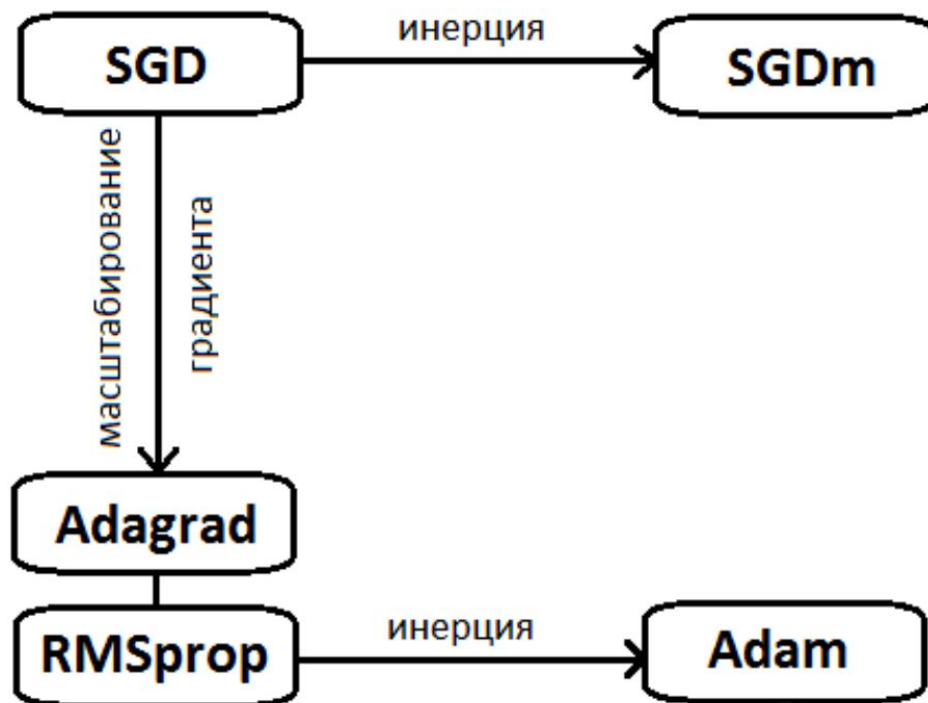 SGD
инерция
SGDm
масштабирование
градиента
Adagrad
RMSprop
инерция
Adam